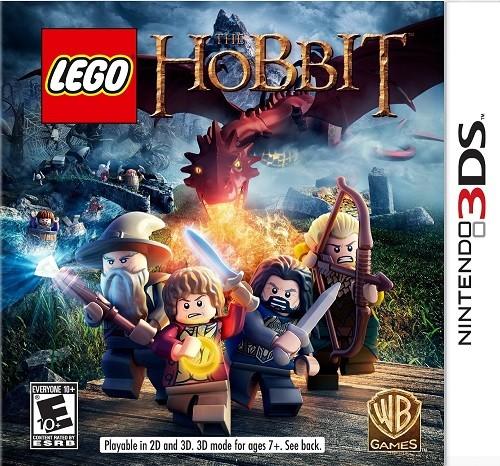 LEGO
THE
HOBBIT
NINTENDO 3DS
EVERYONE 10+
E
10+
CONTENT RATED BY
ESRB
Playable in 2D and 3D. 3D mode for ages 7+. See back.
WB
GAMES